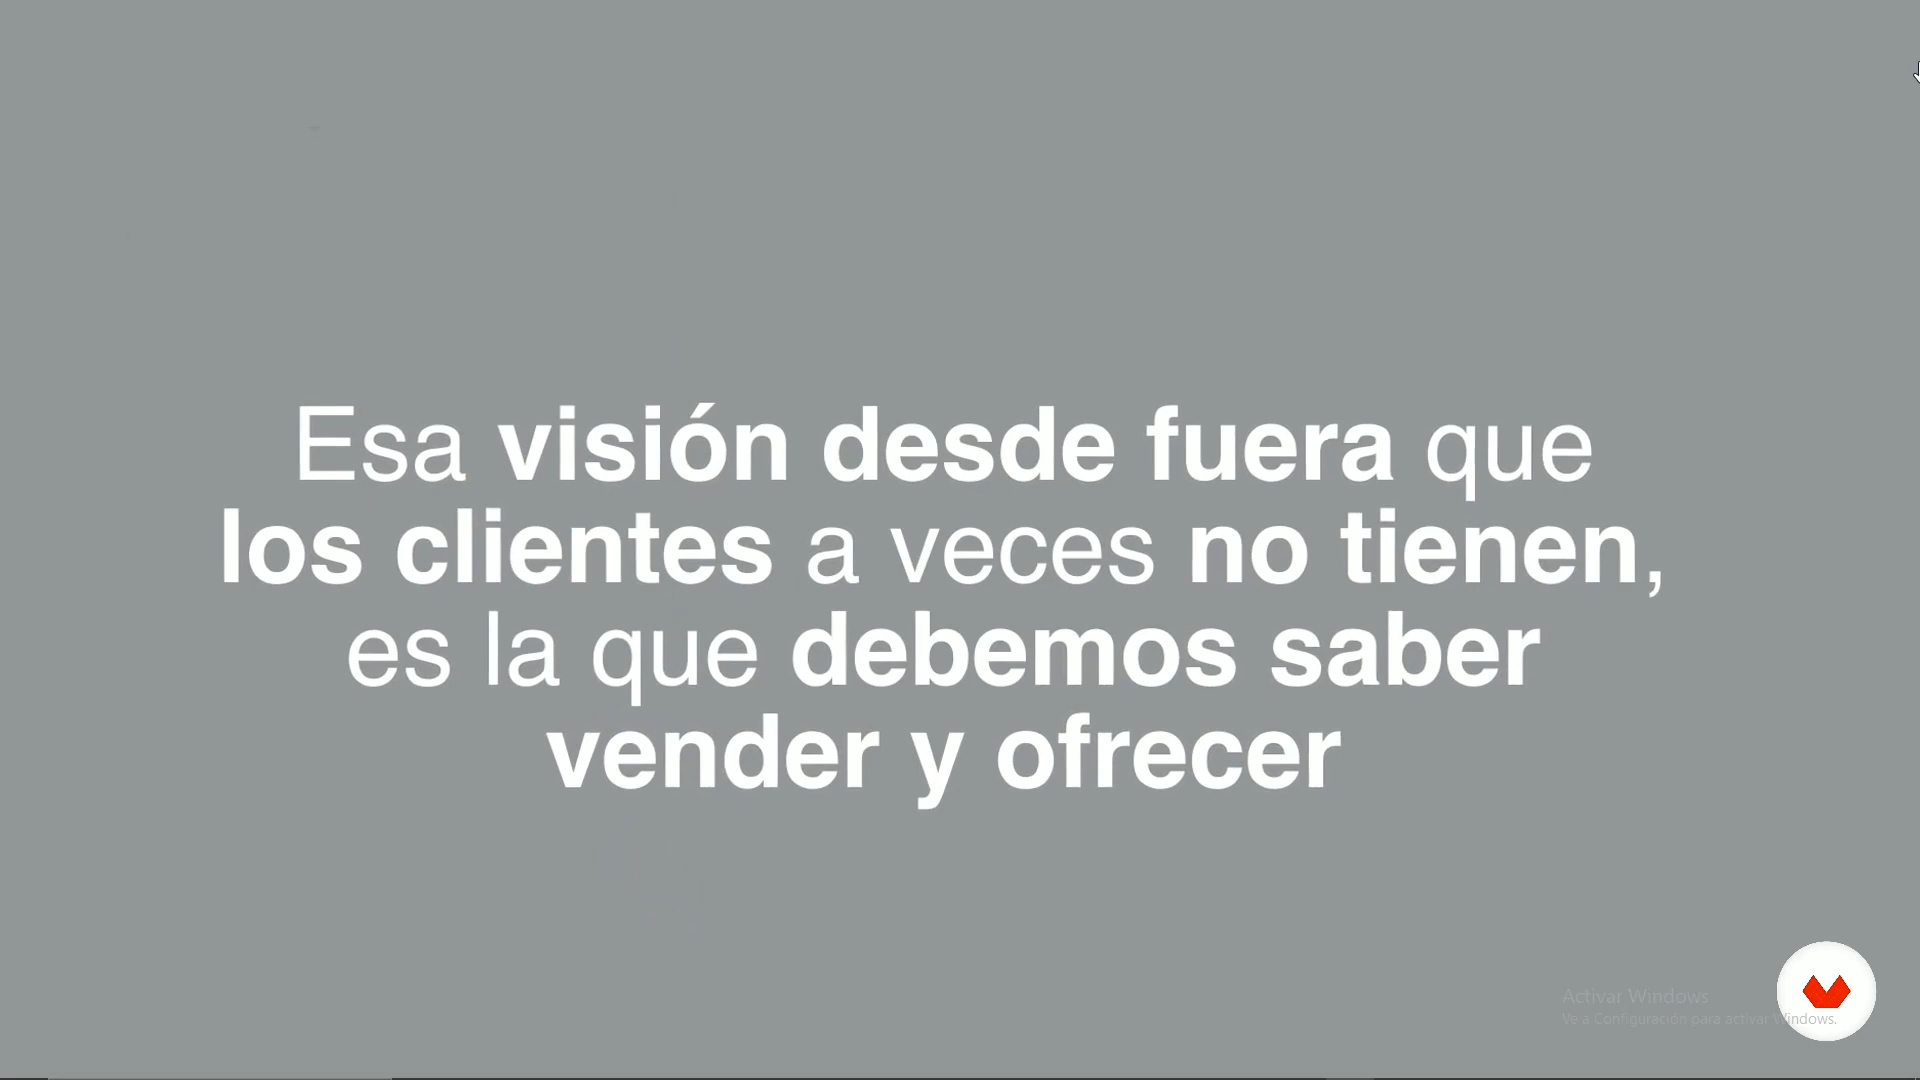 Esa visión desde fuera que
los clientes a veces no tienen,
es la que debemos saber
vender y ofrecer
Activar Windows
Ve a Configuración para activar Windows.